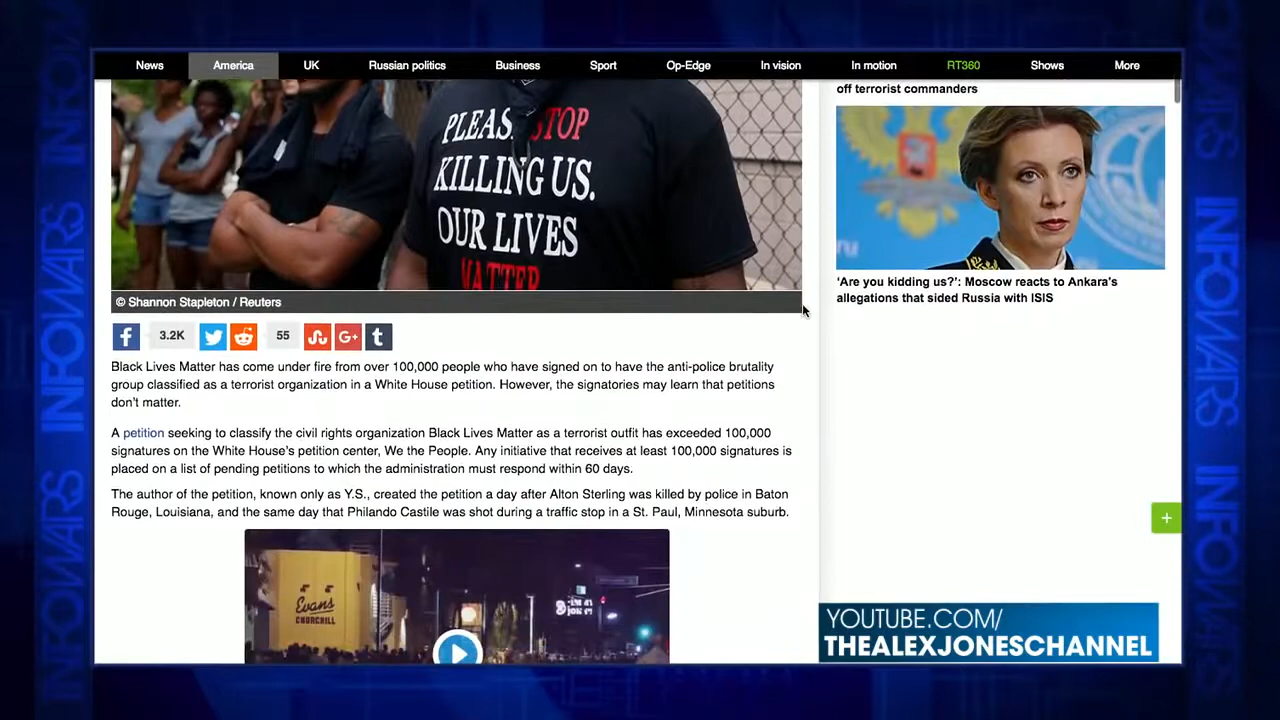 News America UK Russian politics Business Sport Op-Edge In vision In motion RT360 Shows More
off terrorist commanders
PLEAS STOP
KILLING US.
OUR LIVES
MATTER
© Shannon Stapleton / Reuters
.ru
'Are you kidding us?': Moscow reacts to Ankara's
allegations that sided Russia with ISIS
3.2K 55
Black Lives Matter has come under fire from over 100,000 people who have signed on to have the anti-police brutality
group classified as a terrorist organization in a White House petition. However, the signatories may learn that petitions
don't matter.
A petition seeking to classify the civil rights organization Black Lives Matter as a terrorist outfit has exceeded 100,000
signatures on the White House's petition center, We the People. Any initiative that receives at least 100,000 signatures is
placed on a list of pending petitions to which the administration must respond within 60 days.
The author of the petition, known only as Y.S., created the petition a day after Alton Sterling was killed by police in Baton
Rouge, Louisiana, and the same day that Philando Castile was shot during a traffic stop in a St. Paul, Minnesota suburb.
Evans
CHURCHILL
YOUTUBE.COM/
THEALEXJONESCHANNEL
INFOWARS
INFOWARS
INFOWARS
INFOWARS